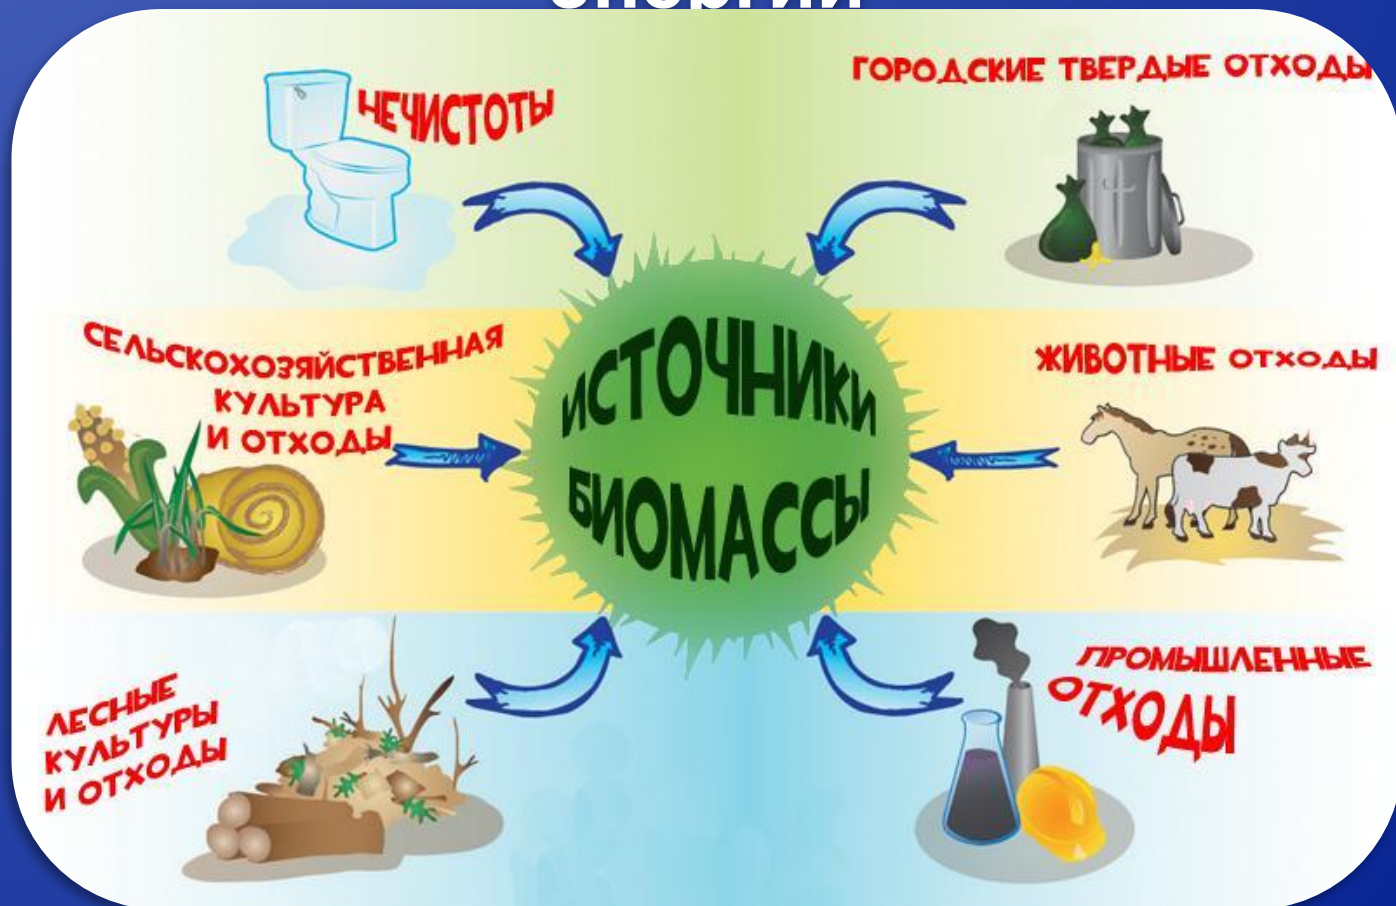 НЕЧИСТОТЫ
ГОРОДСКИЕ ТВЕРДЫЕ ОТХОДЫ
СЕЛЬСКОХОЗЯЙСТВЕННАЯ
КУЛЬТУРА
И ОТХОДЫ
ИСТОЧНИКИ
БИОМАССЫ
ЖИВОТНЫЕ ОТХОДЫ
ЛЕСНЫЕ
КУЛЬТУРЫ
И ОТХОДЫ
ПРОМЫШЛЕННЫЕ
ОТХОДЫ